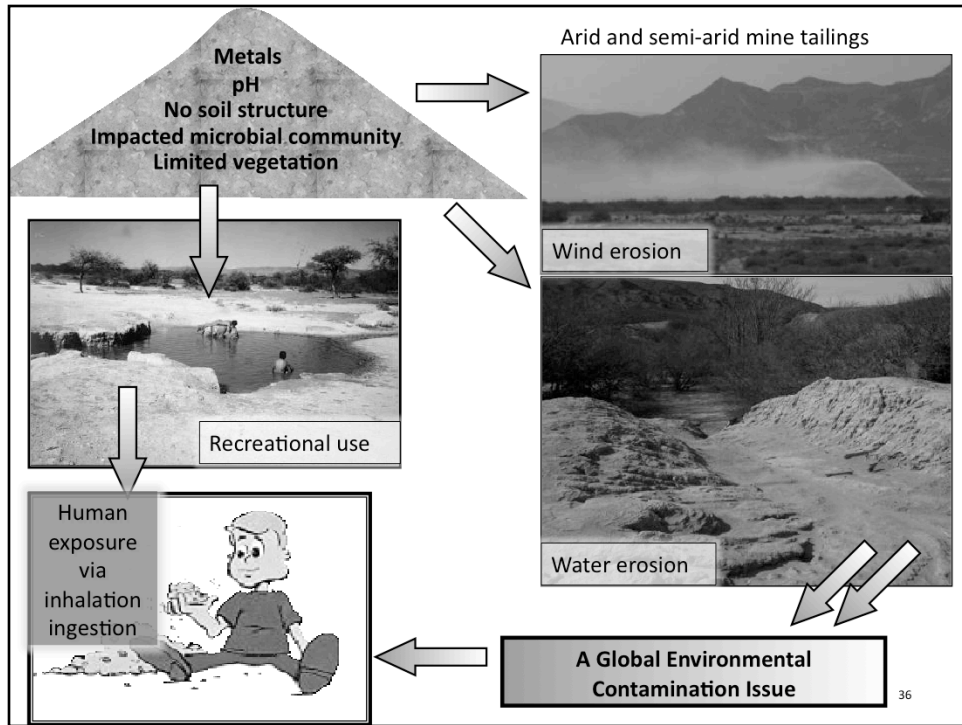 Metals
pH
No soil structure
Impacted microbial community
Limited vegetation
Arid and semi-arid mine tailings
Wind erosion
Recreational use
Water erosion
Human
exposure
via
inhalation
ingestion
A Global Environmental
Contamination Issue
36